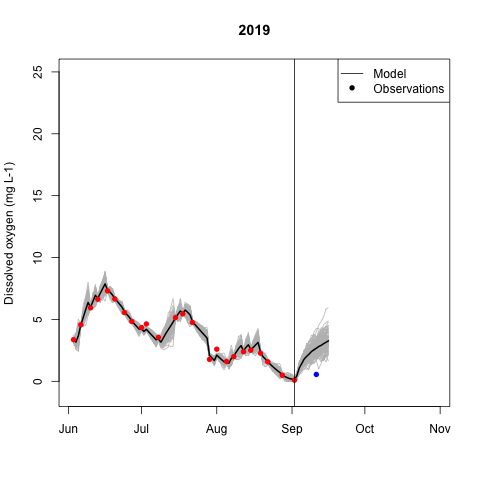 2019
Model
Observations
Dissolved oxygen (mg L-1)
25
20
15
10
5
0
Jun Jul Aug Sep Oct Nov